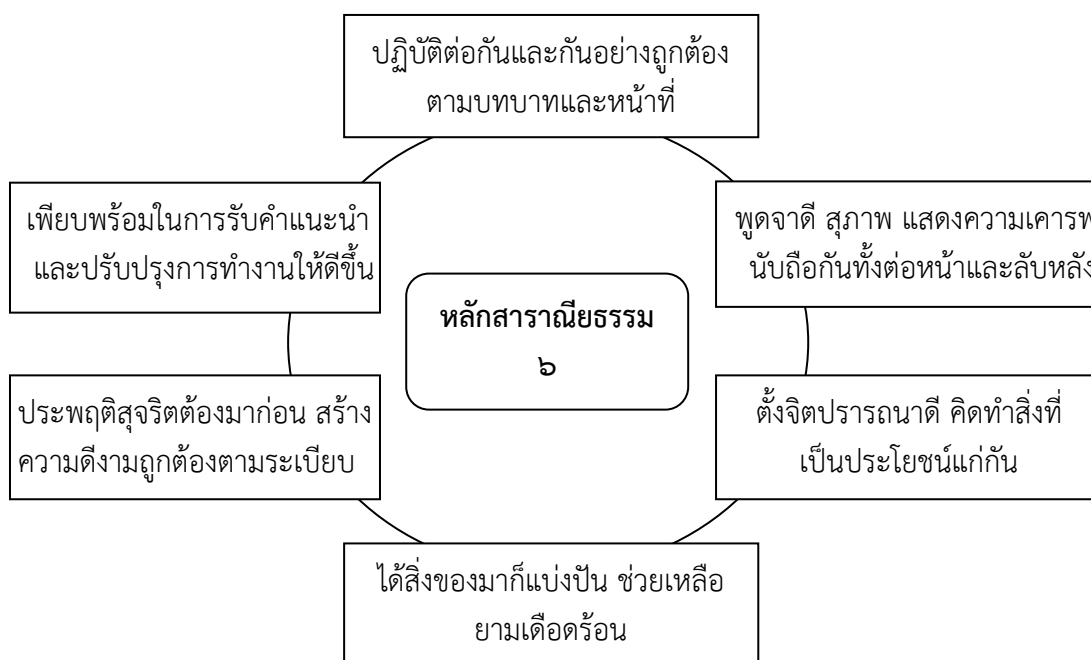 ปฏิบัติต่อกันและกันอย่างถูกต้อง
ตามบทบาทและหน้าที่
พูดจาดี สุภาพ แสดงความเคารพ
นับถือกันทั้งต่อหน้าและลับหลัง
ตั้งจิตปรารถนาดี คิดทำสิ่งที่
เป็นประโยชน์แก่กัน
ได้สิ่งของมาก็แบ่งปัน ช่วยเหลือ
ยามเดือดร้อน
ประพฤติสุจริตต้องมาก่อน สร้าง
ความดีงามถูกต้องตามระเบียบ
เพียบพร้อมในการรับคำแนะนำ
และปรับปรุงการทำงานให้ดีขึ้น
หลักสาราณียธรรม
๖